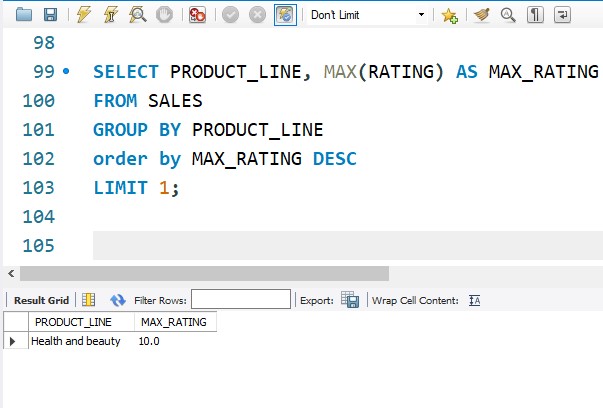 Don't Limit
98
99 SELECT PRODUCT_LINE, MAX(RATING) AS MAX_RATING
100 FROM SALES
101 GROUP BY PRODUCT_LINE
102 order by MAX_RATING DESC
103 LIMIT 1;
104
105
Result Grid Filter Rows: Export: Wrap Cell Content: IA
PRODUCT_LINE MAX_RATING
Health and beauty 10.0